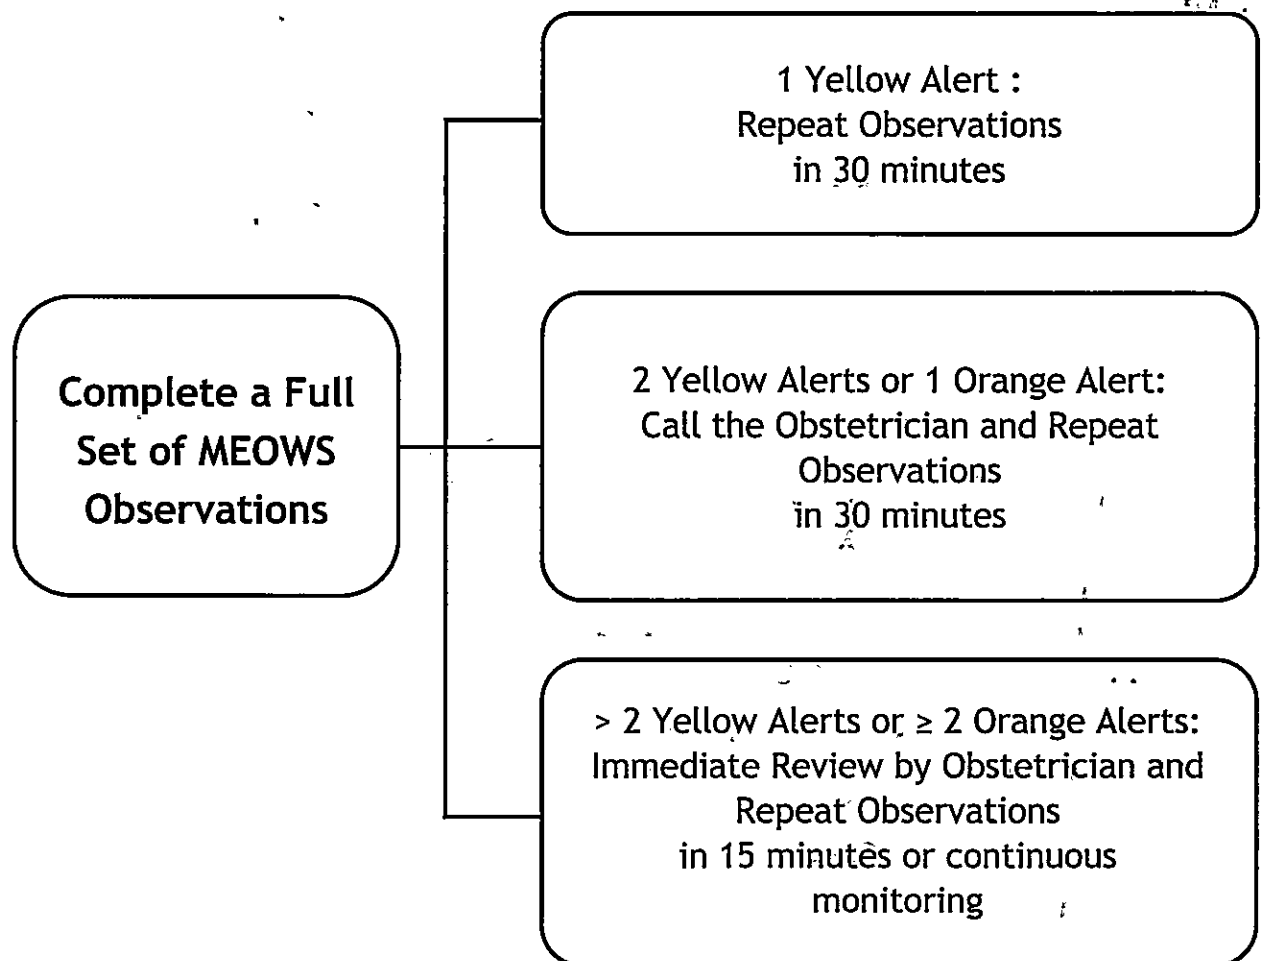 Complete a Full
Set of MEOWS
Observations
1 Yellow Alert :
Repeat Observations
in 30 minutes
2 Yellow Alerts or 1 Orange Alert:
Call the Obstetrician and Repeat
Observations
in 30 minutes
> 2 Yellow Alerts or ≥ 2 Orange Alerts:
Immediate Review by Obstetrician and
Repeat Observations
in 15 minutes or continuous
monitoring